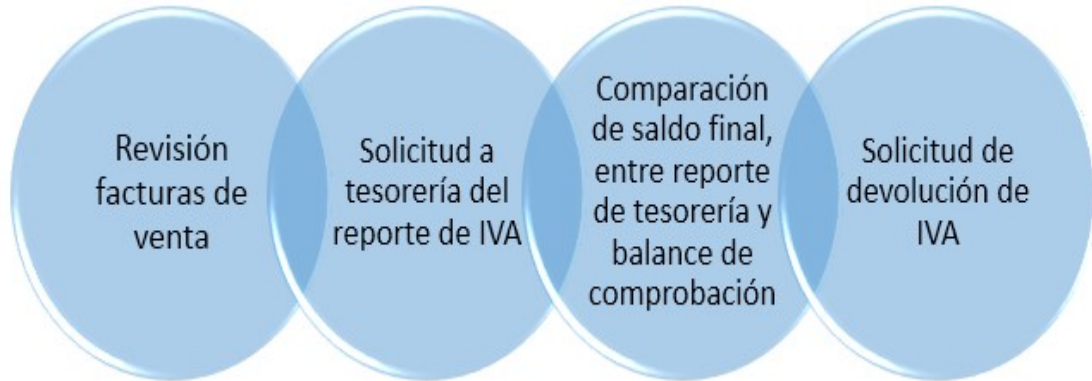 Revisión
facturas de
venta
Solicitud a
tesorería del
reporte de IVA
Comparación
de saldo final,
entre reporte
de tesorería y
balance de
comprobación
Solicitud de
devolución de
IVA